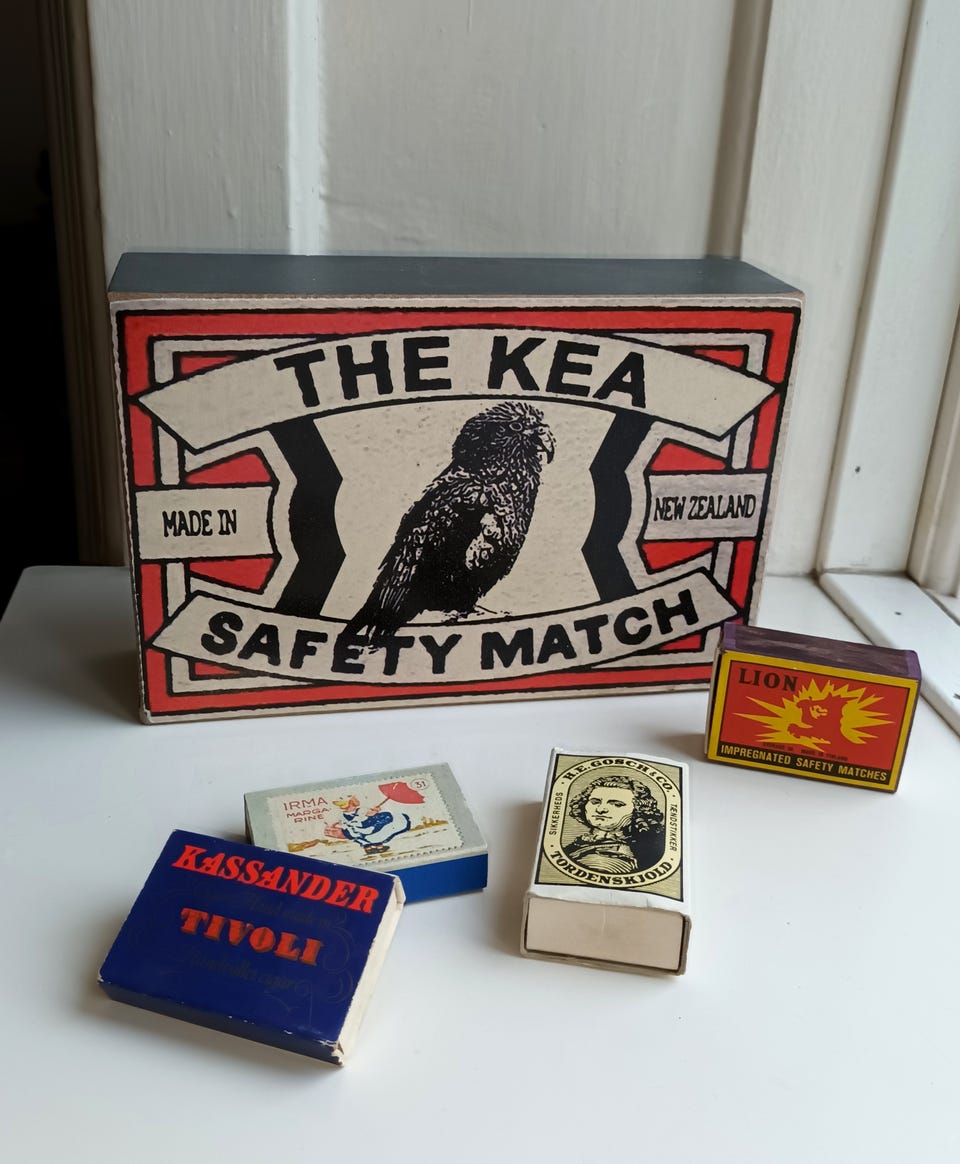 THE KEA
MADE IN
NEW ZEALAND
SAFETY MATCH
LION
IMPREGNATED SAFETY MATCHES
IRMA
MARGA-
RINE
31
H.E. GOSCH & CO.
SIKKERHEDS
TÆNDSTIKKER
TORDENSKJOLD
KASSANDER
TIVOLI